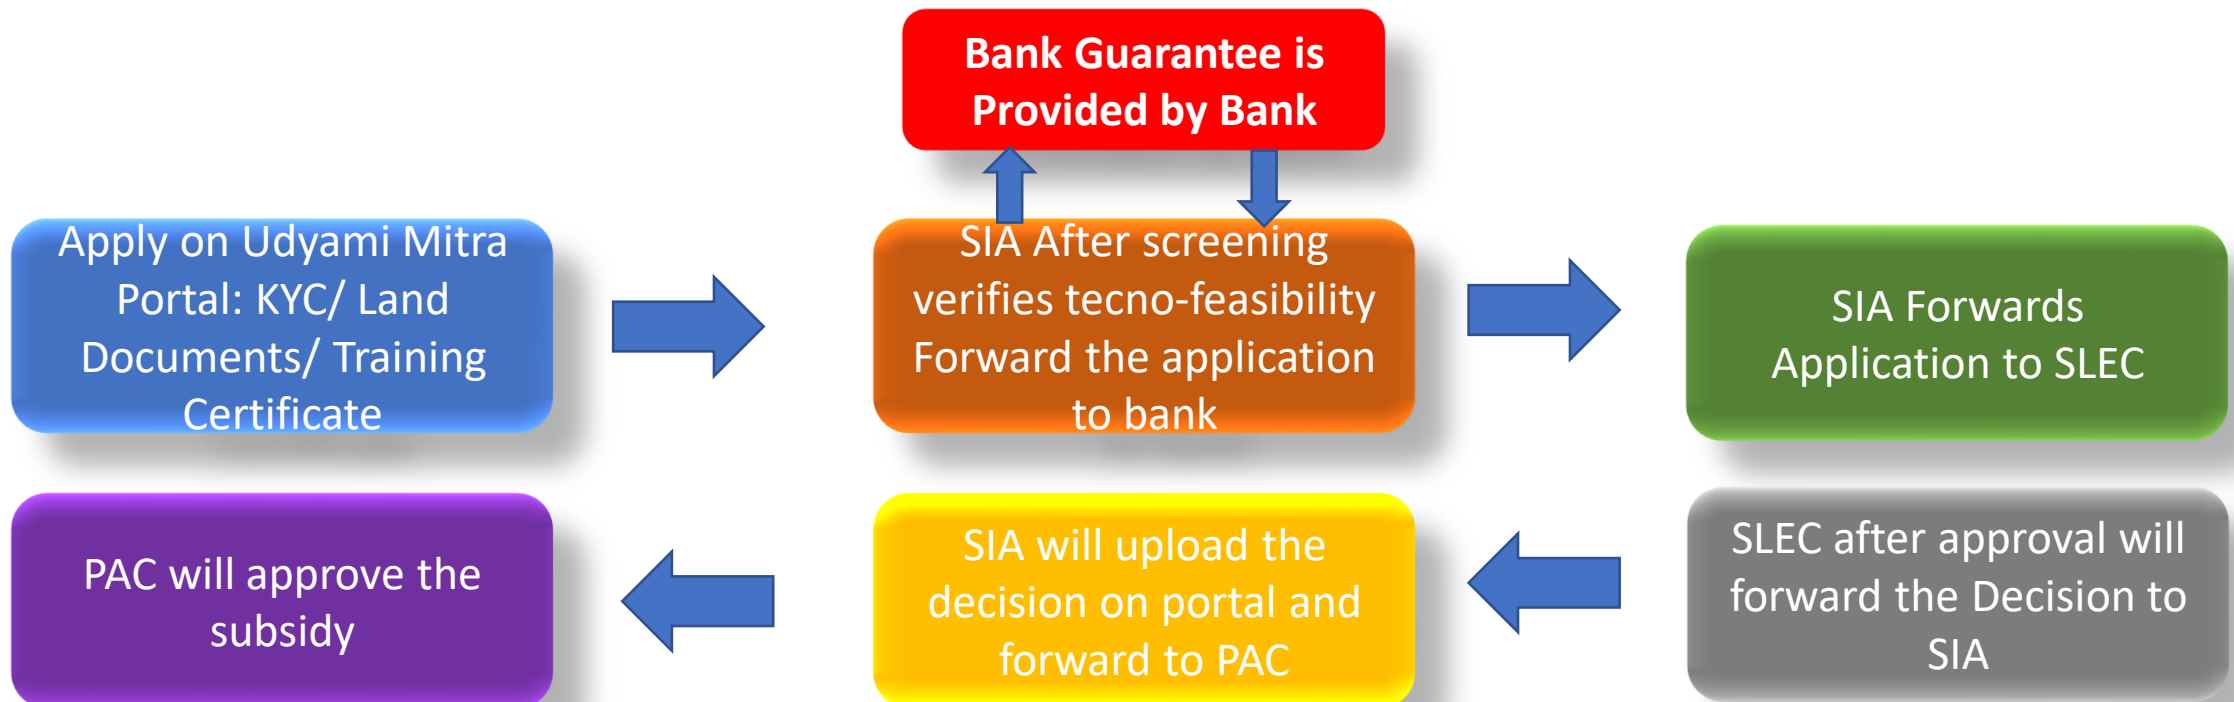 Bank Guarantee is
Provided by Bank
Apply on Udyami Mitra
Portal: KYC/ Land
Documents/ Training
Certificate
SIA After screening
verifies tecno-feasibility
Forward the application
to bank
SIA Forwards
Application to SLEC
SLEC after approval will
forward the Decision to
SIA
SIA will upload the
decision on portal and
forward to PAC
PAC will approve the
subsidy